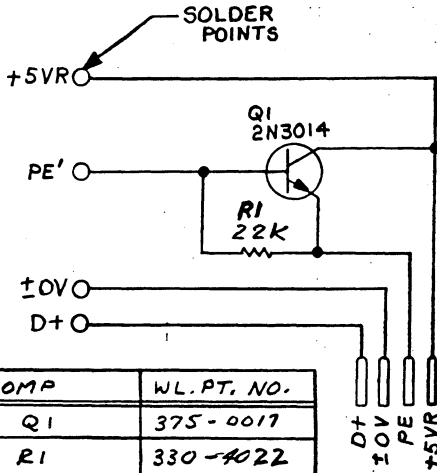 SOLDER
POINTS
+5VR
Q1
2N3014
PE'
R1
22K
±0V
D+
D+
±0V
PE
+5VR
OMP WL. PT. NO.
Q1 375-0017
R1 330-4022